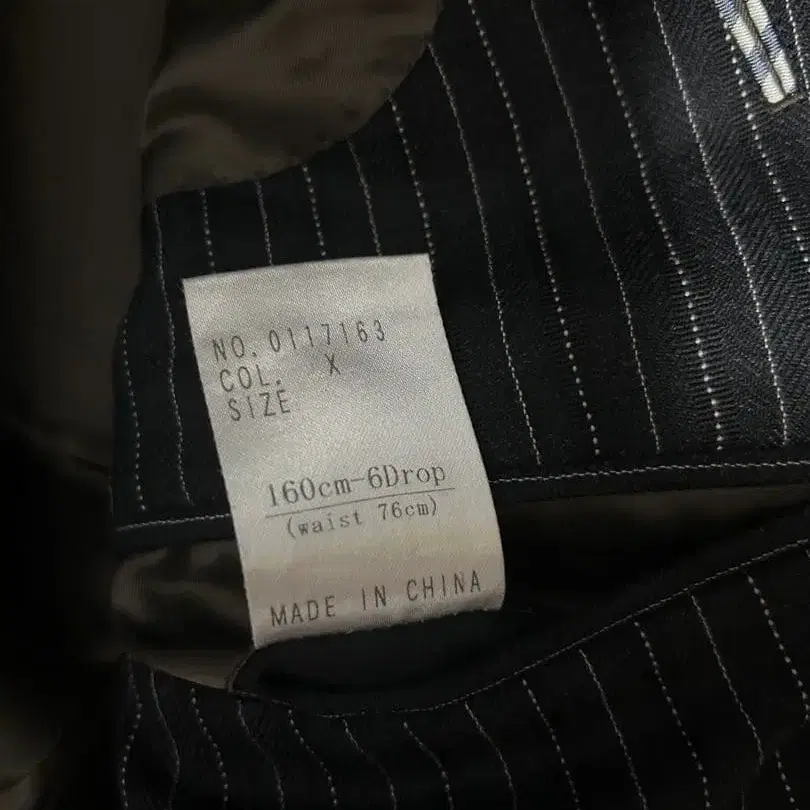 NO. 0117163
COL. X
SIZE
160cm-6Drop
(waist 76cm)
MADE IN CHINA